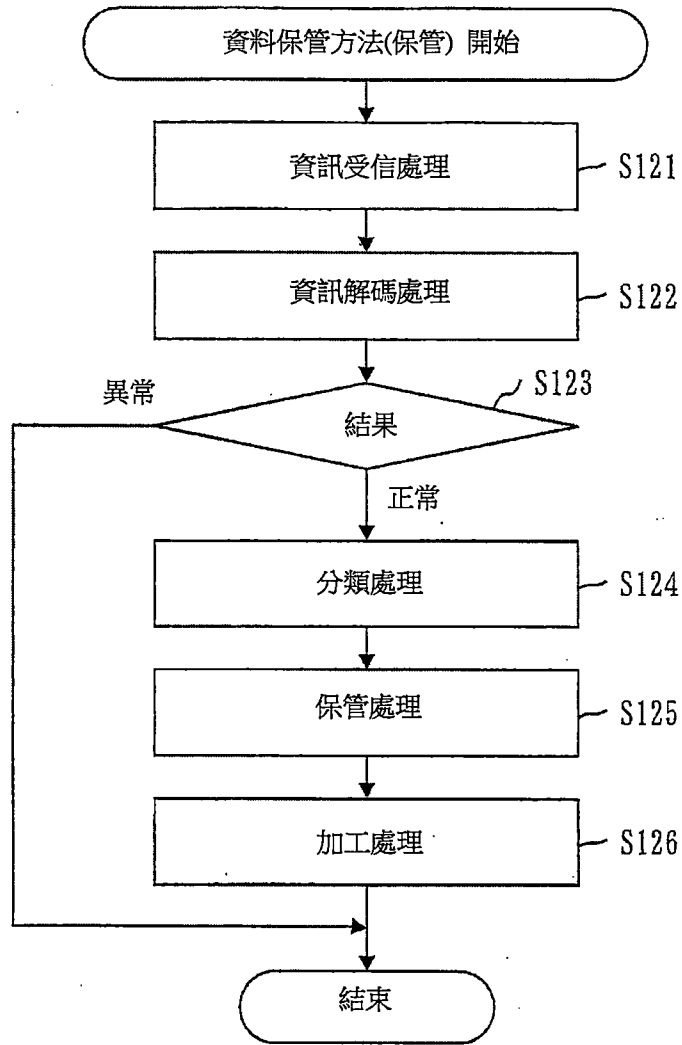 資料保管方法(保管) 開始
資訊受信處理
S121
資訊解碼處理
S122
S123
異常
結果
正常
分類處理
S124
保管處理
S125
加工處理
S126
結束